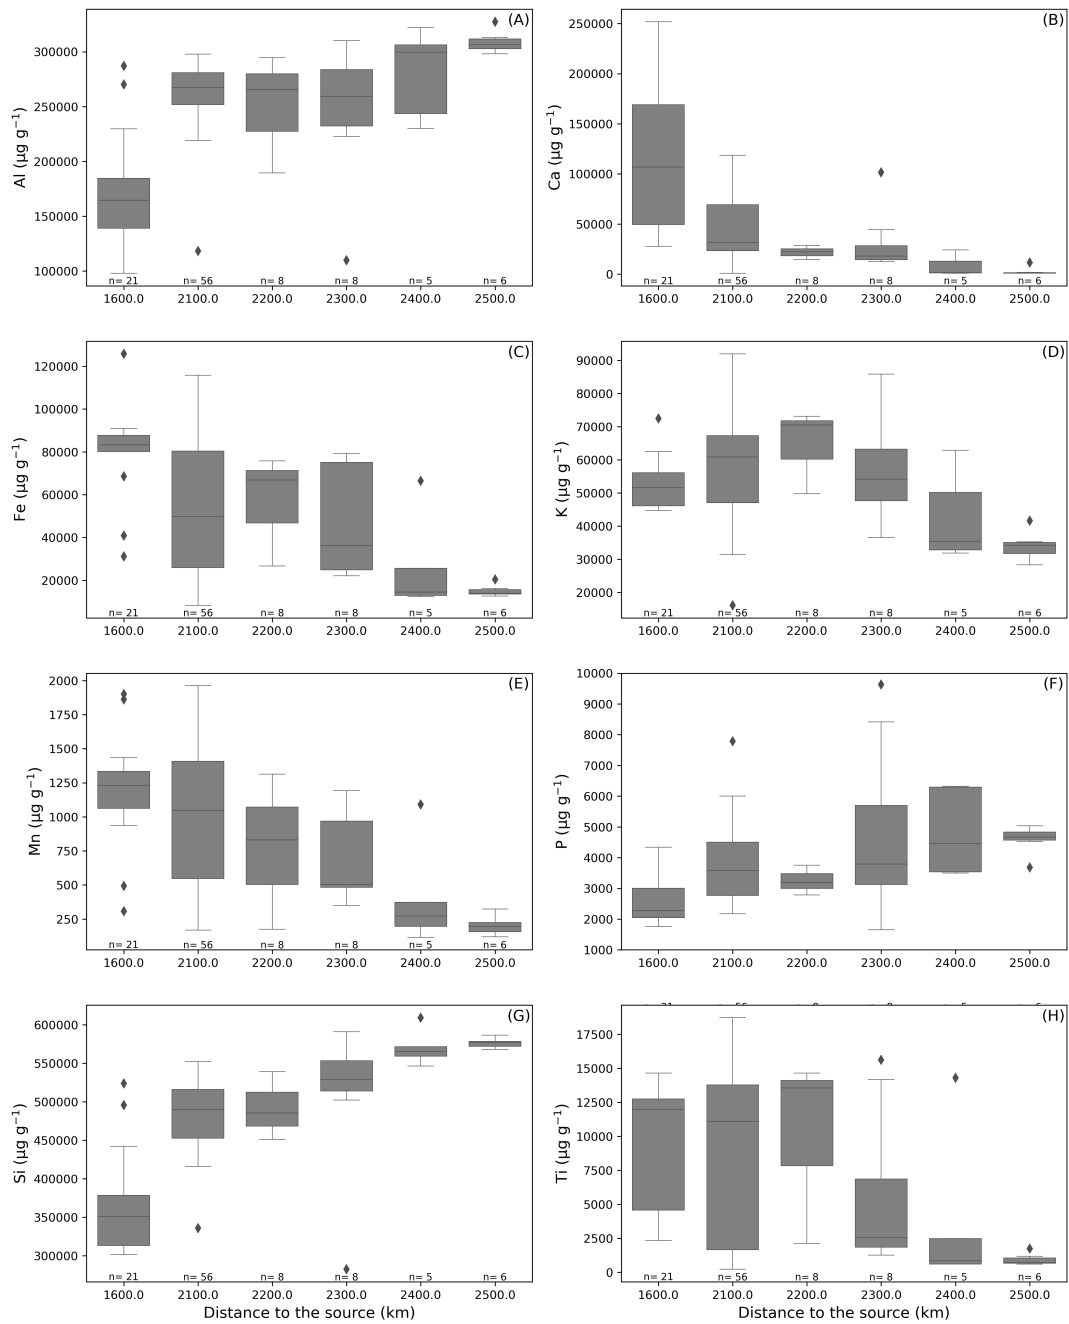 (A)
Al (µg g⁻¹)
300000
250000
200000
150000
100000
n= 21 n= 56 n= 8 n= 8 n= 5 n= 6
1600.0 2100.0 2200.0 2300.0 2400.0 2500.0
(B)
Ca (µg g⁻¹)
250000
200000
150000
100000
50000
0
n= 21 n= 56 n= 8 n= 8 n= 5 n= 6
1600.0 2100.0 2200.0 2300.0 2400.0 2500.0
(C)
Fe (µg g⁻¹)
120000
100000
80000
60000
40000
20000
n= 21 n= 56 n= 8 n= 8 n= 5 n= 6
1600.0 2100.0 2200.0 2300.0 2400.0 2500.0
(D)
K (µg g⁻¹)
90000
80000
70000
60000
50000
40000
30000
20000
n= 21 n= 56 n= 8 n= 8 n= 5 n= 6
1600.0 2100.0 2200.0 2300.0 2400.0 2500.0
(E)
Mn (µg g⁻¹)
2000
1750
1500
1250
1000
750
500
250
n= 21 n= 56 n= 8 n= 8 n= 5 n= 6
1600.0 2100.0 2200.0 2300.0 2400.0 2500.0
(F)
P (µg g⁻¹)
10000
9000
8000
7000
6000
5000
4000
3000
2000
1000
1600.0 2100.0 2200.0 2300.0 2400.0 2500.0
(G)
Si (µg g⁻¹)
600000
550000
500000
450000
400000
350000
300000
n= 21 n= 56 n= 8 n= 8 n= 5 n= 6
1600.0 2100.0 2200.0 2300.0 2400.0 2500.0
Distance to the source (km)
(H)
Ti (µg g⁻¹)
17500
15000
12500
10000
7500
5000
2500
0
n= 21 n= 56 n= 8 n= 8 n= 5 n= 6
1600.0 2100.0 2200.0 2300.0 2400.0 2500.0
Distance to the source (km)